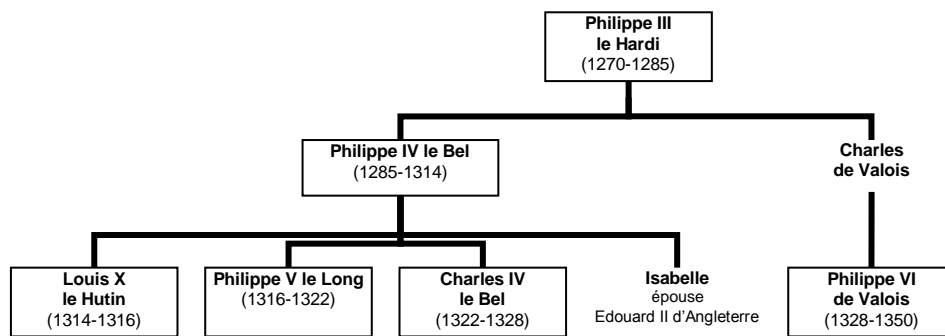 Philippe III
le Hardi
(1270-1285)
Philippe IV le Bel
(1285-1314)
Charles
de Valois
Louis X
le Hutin
(1314-1316)
Philippe V le Long
(1316-1322)
Charles IV
le Bel
(1322-1328)
Isabelle
épouse
Edouard II d'Angleterre
Philippe VI
de Valois
(1328-1350)